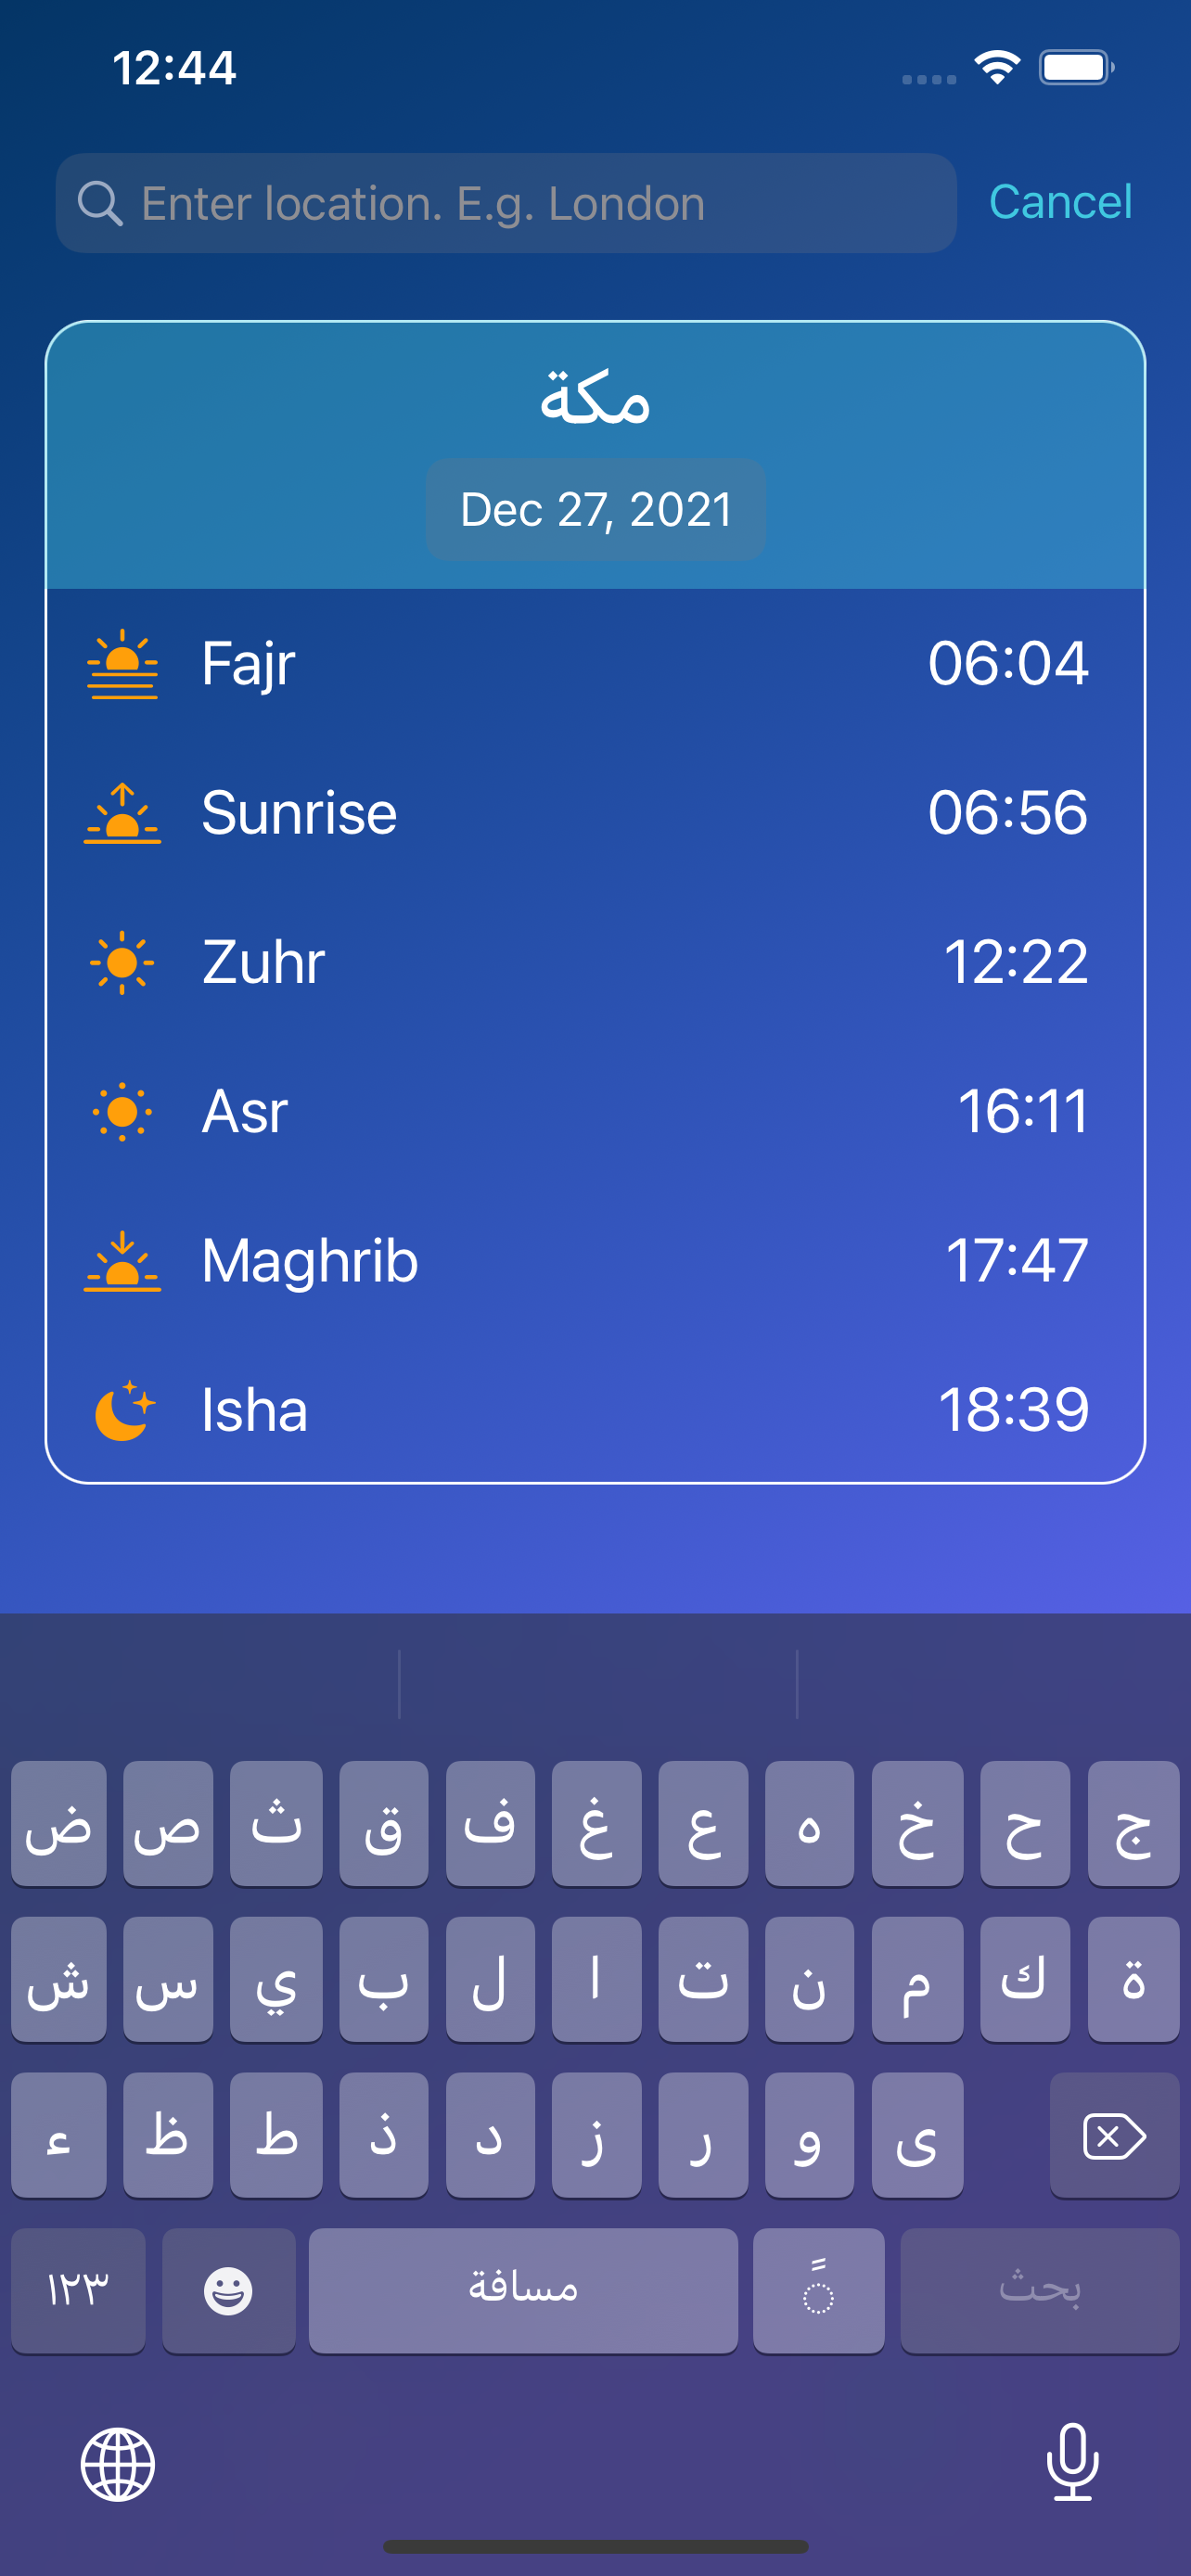 12:44
Enter location. E.g. London
Cancel
مكة
Dec 27, 2021
Fajr 06:04
Sunrise 06:56
Zuhr 12:22
Asr 16:11
Maghrib 17:47
Isha 18:39
ض ص ث ق ف غ ع ه خ ح ج
ش س ي ب ل ا ت ن م ك ة
ء ظ ط ذ د ز ر و ى
١٢٣ مسافة ً بحث